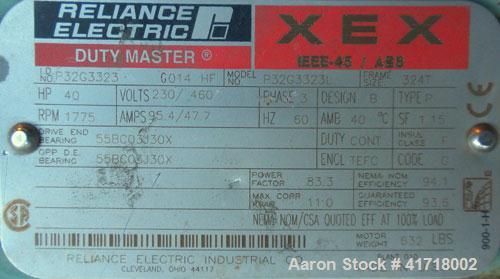 RELIANCE ELECTRIC
XEX
DUTY MASTER ®
IEEE-45 / ABS
I.D. NO. P32G3323 G014 HF MODEL NO. P32G3323L FRAME SIZE 324T
HP 40 VOLTS 230/460 PHASE 3 DESIGN B TYPE P
RPM 1775 AMPS 95.4/47.7 HZ 60 AMB 40 °C SF 1.15
DRIVE END BEARING 55BC03J30X DUTY CONT INSUL CLASS F
OPP D.E. BEARING 55BC03J30X ENCL TEFC CODE G
POWER FACTOR 83.3 NEMA NOM EFFICIENCY 94.1
MAX CORR KVAR 11.0 GUARANTEED EFFICIENCY 93.6
NEMA NOM/CSA QUOTED EFF AT 100% LOAD
MOTOR WEIGHT 632 LBS
RELIANCE ELECTRIC INDUSTRIAL CO.
CLEVELAND, OHIO 44117
900-1-H
Aaron Stock #41718002